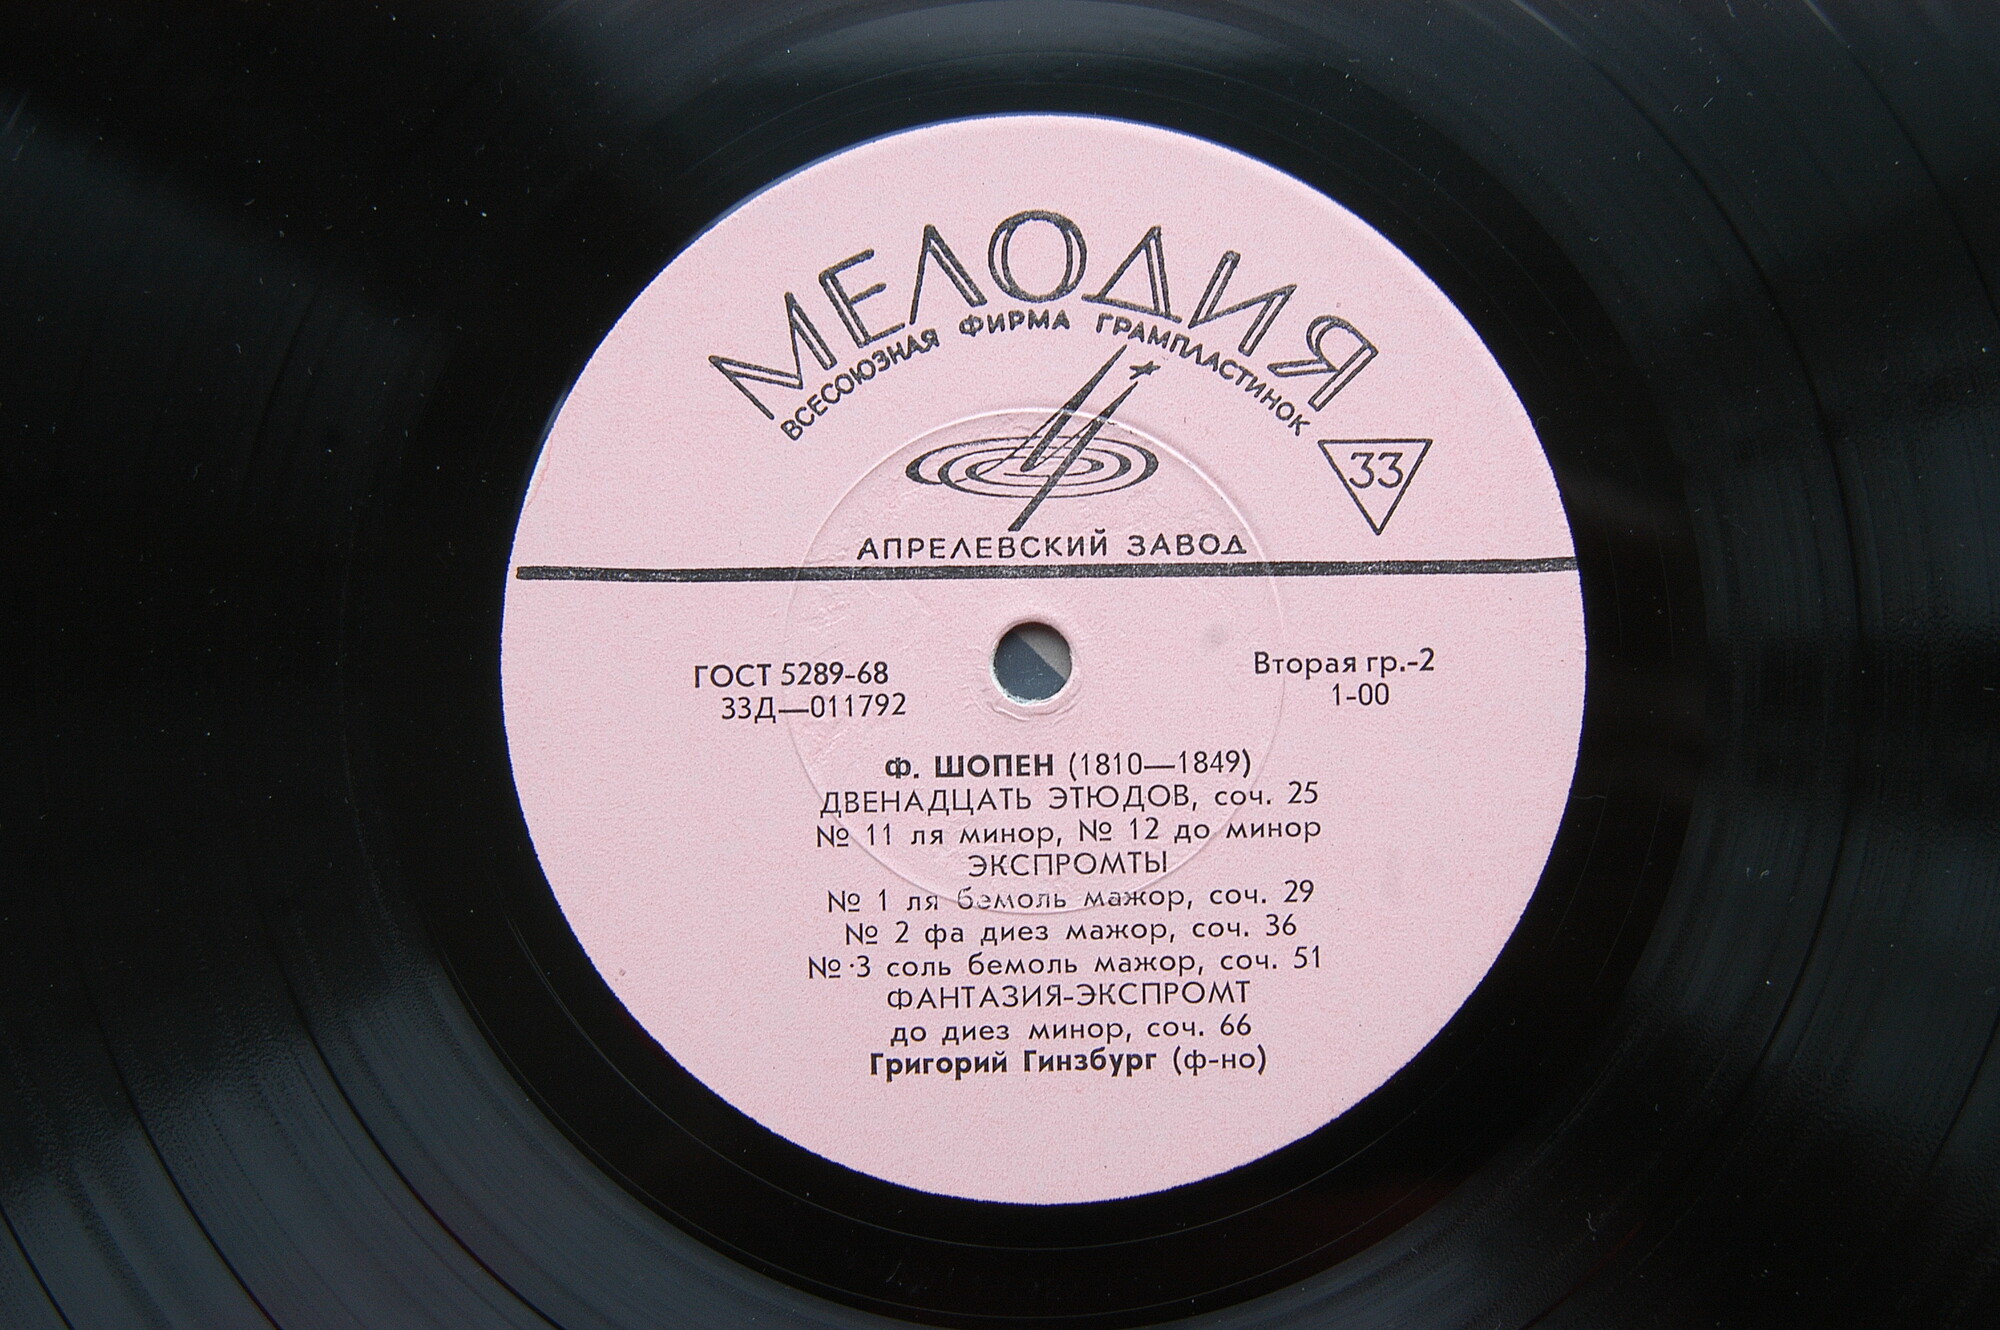 МЕЛОДИЯ
ВСЕСОЮЗНАЯ ФИРМА ГРАМПЛАСТИНОК
33
АПРЕЛЕВСКИЙ ЗАВОД
ГОСТ 5289-68
33Д—011792
Вторая гр.-2
1-00
Ф. ШОПЕН (1810—1849)
ДВЕНАДЦАТЬ ЭТЮДОВ, соч. 25
№ 11 ля минор, № 12 до минор
ЭКСПРОМТЫ
№ 1 ля бемоль мажор, соч. 29
№ 2 фа диез мажор, соч. 36
№ 3 соль бемоль мажор, соч. 51
ФАНТАЗИЯ-ЭКСПРОМТ
до диез минор, соч. 66
Григорий Гинзбург (ф-но)